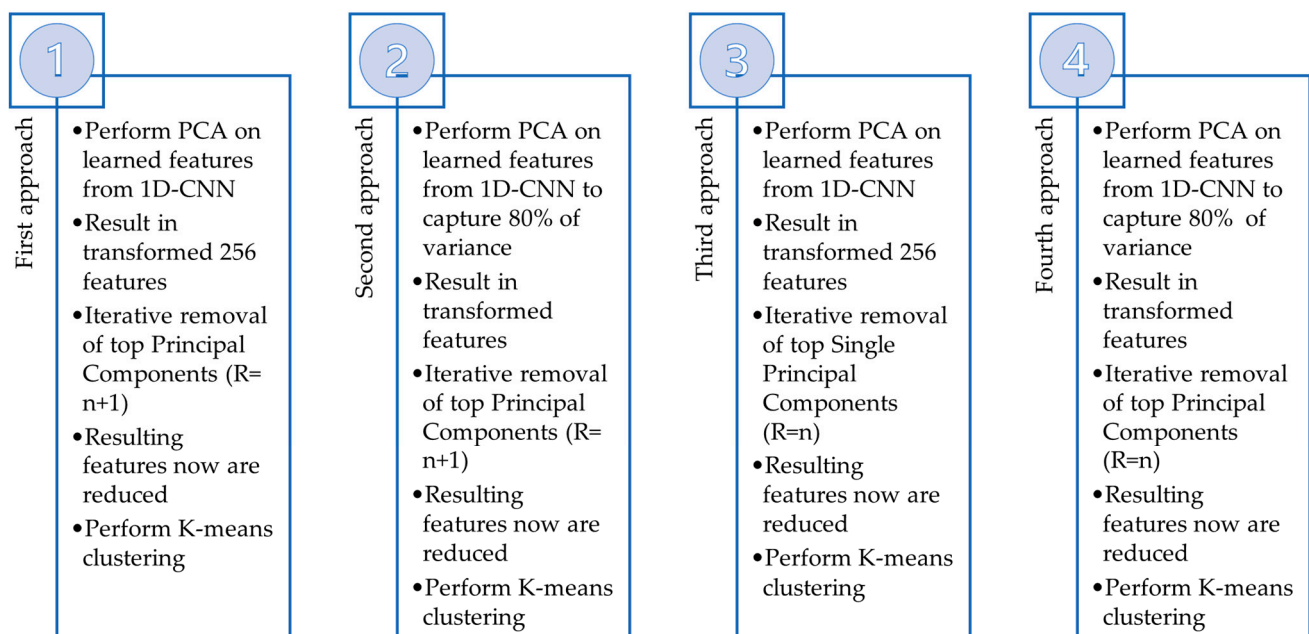 1
First approach
•Perform PCA on
learned features
from 1D-CNN
•Result in
transformed 256
features
•Iterative removal
of top Principal
Components (R=
n+1)
•Resulting
features now are
reduced
•Perform K-means
clustering
2
Second approach
•Perform PCA on
learned features
from 1D-CNN to
capture 80% of
variance
•Result in
transformed
features
•Iterative removal
of top Principal
Components (R=
n+1)
•Resulting
features now are
reduced
•Perform K-means
clustering
3
Third approach
•Perform PCA on
learned features
from 1D-CNN
•Result in
transformed 256
features
•Iterative removal
of top Single
Principal
Components
(R=n)
•Resulting
features now are
reduced
•Perform K-means
clustering
4
Fourth approach
•Perform PCA on
learned features
from 1D-CNN to
capture 80% of
variance
•Result in
transformed
features
•Iterative removal
of top Principal
Components
(R=n)
•Resulting
features now are
reduced
•Perform K-means
clustering